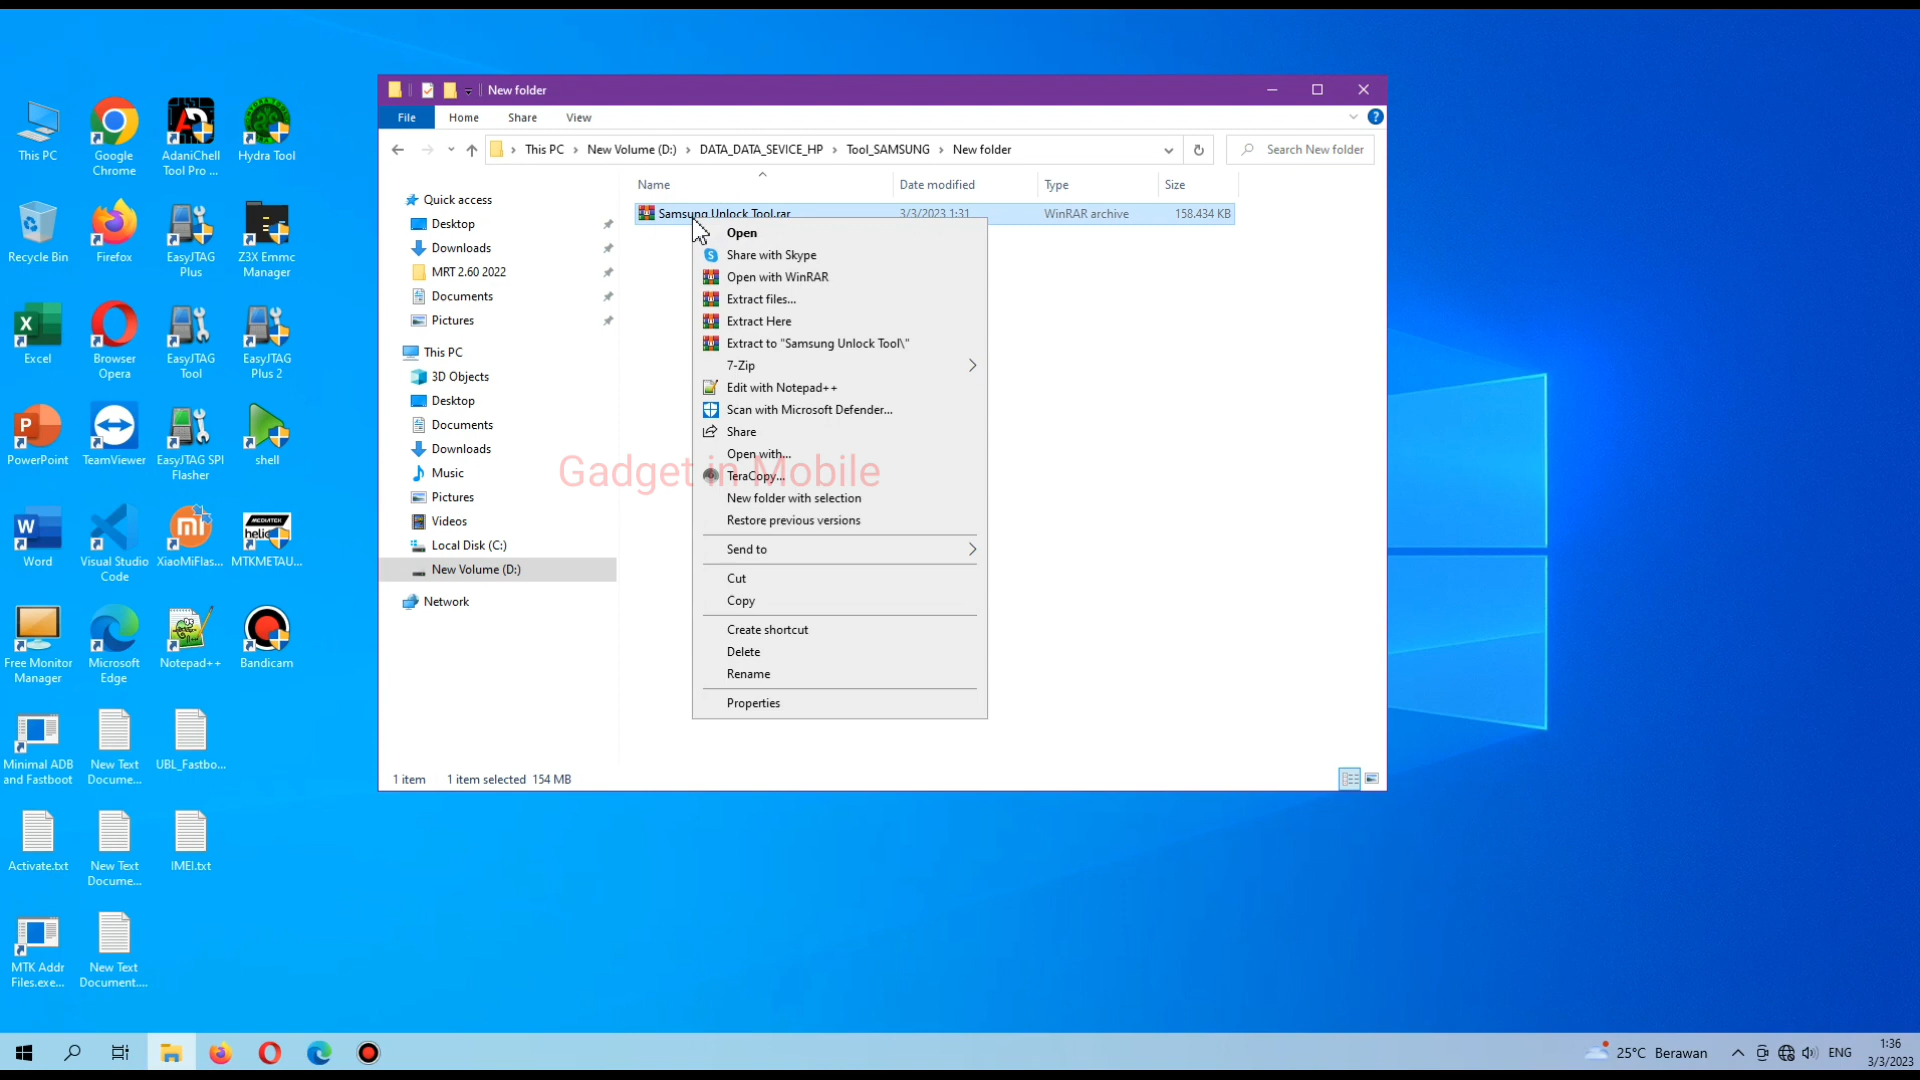 This PC
Google
Chrome
AdaniChell
Tool Pro ...
Hydra Tool
Recycle Bin
Firefox
EasyJTAG
Plus
Z3X Emmc
Manager
Excel
Browser
Opera
EasyJTAG
Tool
EasyJTAG
Plus 2
PowerPoint
TeamViewer
EasyJTAG SPI
Flasher
shell
Word
Visual Studio
Code
XiaoMiFlas...
MTKMETAU...
Free Monitor
Manager
Microsoft
Edge
Notepad++
Bandicam
Minimal ADB
and Fastboot
New Text
Docume...
UBL_Fastbo...
Activate.txt
New Text
Docume...
IMEI.txt
MTK Addr
Files.exe...
New Text
Document....
New folder
File
Home
Share
View
This PC > New Volume (D:) > DATA_DATA_SEVICE_HP > Tool_SAMSUNG > New folder
Search New folder
Quick access
Desktop
Downloads
MRT 2.60 2022
Documents
Pictures
This PC
3D Objects
Desktop
Documents
Downloads
Music
Pictures
Videos
Local Disk (C:)
New Volume (D:)
Network
Name
Date modified
Type
Size
Samsung Unlock Tool.rar
3/3/2023 1:31
WinRAR archive
158.434 KB
Open
Share with Skype
Open with WinRAR
Extract files...
Extract Here
Extract to "Samsung Unlock Tool\"
7-Zip
Edit with Notepad++
Scan with Microsoft Defender...
Share
Open with...
TeraCopy...
New folder with selection
Restore previous versions
Send to
Cut
Copy
Create shortcut
Delete
Rename
Properties
Gadget in Mobile
1 item
1 item selected 154 MB
25°C Berawan
ENG
1:36
3/3/2023